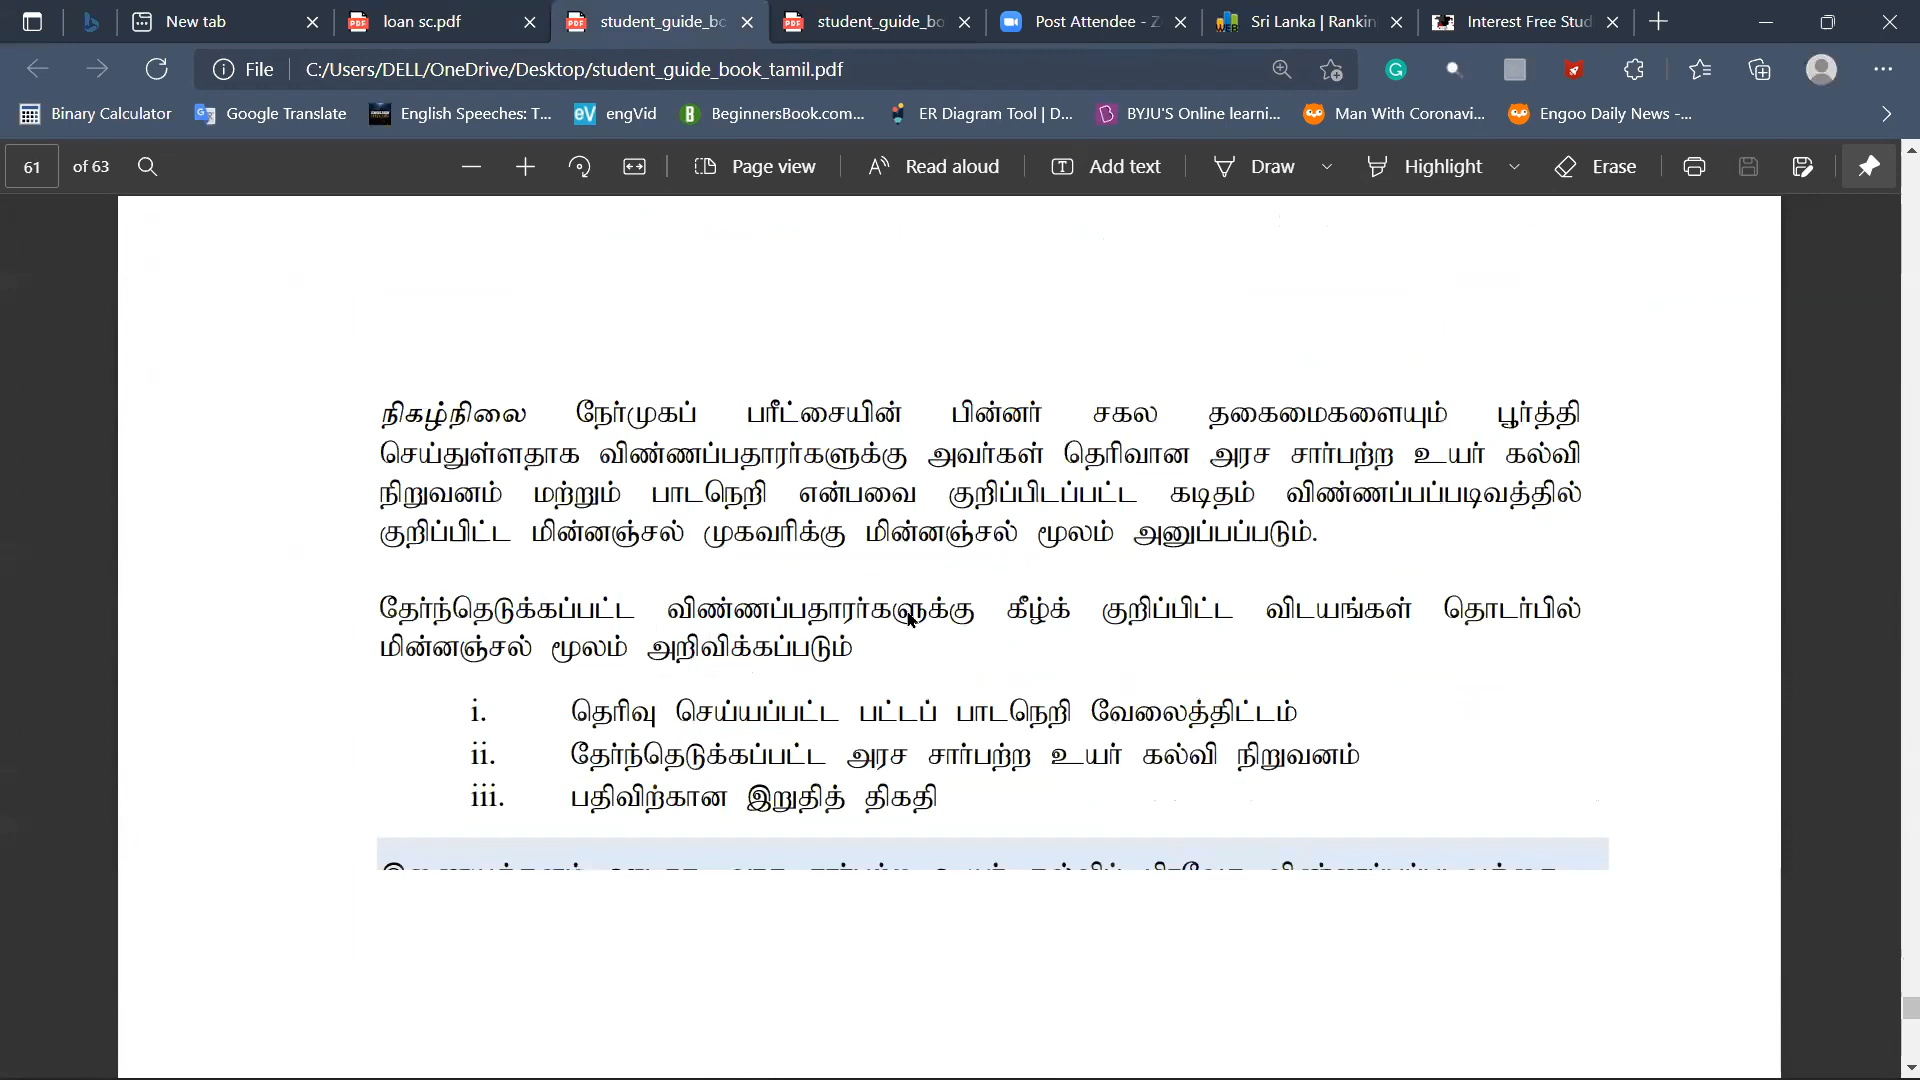 New tab
loan sc.pdf
student_guide_bo
student_guide_bo
Post Attendee - Z
Sri Lanka | Rankin
Interest Free Stud
File
C:/Users/DELL/OneDrive/Desktop/student_guide_book_tamil.pdf
Binary Calculator
Google Translate
English Speeches: T...
engVid
BeginnersBook.com...
ER Diagram Tool | D...
BYJU'S Online learni...
Man With Coronavi...
Engoo Daily News -...
61 of 63
Page view
Read aloud
Add text
Draw
Highlight
Erase
நிகழ்நிலை நேர்முகப் பரீட்சையின் பின்னர் சகல தகைமைகளையும் பூர்த்தி
செய்துள்ளதாக விண்ணப்பதாரர்களுக்கு அவர்கள் தெரிவான அரச சார்பற்ற உயர் கல்வி
நிறுவனம் மற்றும் பாடநெறி என்பவை குறிப்பிடப்பட்ட கடிதம் விண்ணப்பப்படிவத்தில்
குறிப்பிட்ட மின்னஞ்சல் முகவரிக்கு மின்னஞ்சல் மூலம் அனுப்பப்படும்.
தேர்ந்தெடுக்கப்பட்ட விண்ணப்பதாரர்களுக்கு கீழ்க் குறிப்பிட்ட விடயங்கள் தொடர்பில்
மின்னஞ்சல் மூலம் அறிவிக்கப்படும்
i. தெரிவு செய்யப்பட்ட பட்டப் பாடநெறி வேலைத்திட்டம்
ii. தேர்ந்தெடுக்கப்பட்ட அரச சார்பற்ற உயர் கல்வி நிறுவனம்
iii. பதிவிற்கான இறுதித் திகதி